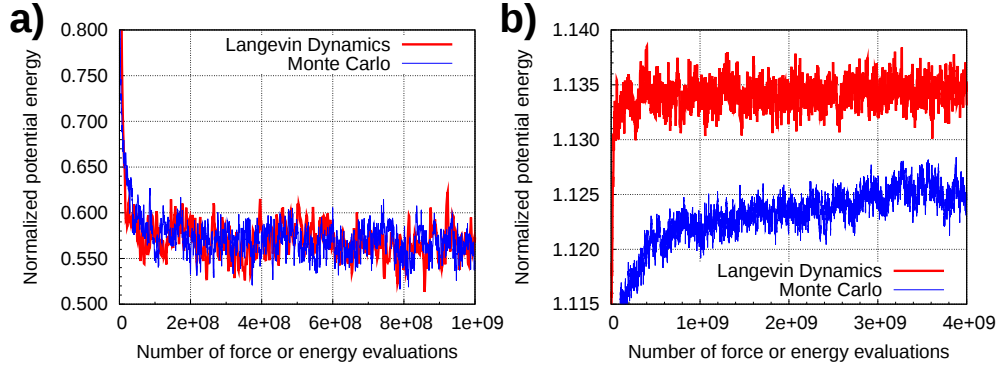 a)
0.800
0.750
0.700
0.650
0.600
0.550
0.500
Normalized potential energy
Langevin Dynamics
Monte Carlo
0
2e+08
4e+08
6e+08
8e+08
1e+09
Number of force or energy evaluations
b)
1.140
1.135
1.130
1.125
1.120
1.115
Normalized potential energy
Langevin Dynamics
Monte Carlo
0
1e+09
2e+09
3e+09
4e+09
Number of force or energy evaluations